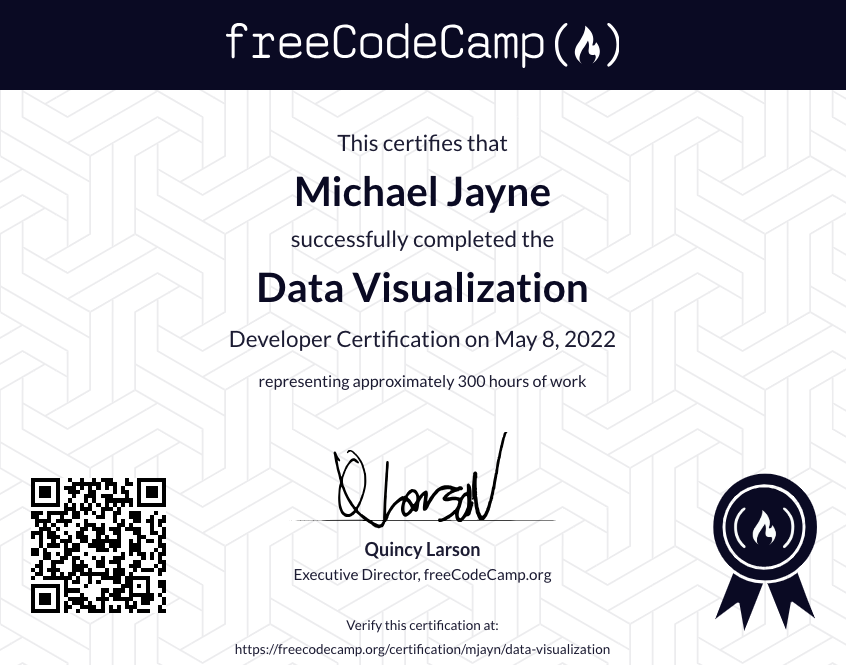 freeCodeCamp
This certifies that
Michael Jayne
successfully completed the
Data Visualization
Developer Certification on May 8, 2022
representing approximately 300 hours of work
Quincy Larson
Executive Director, freeCodeCamp.org
Verify this certification at:
https://freecodecamp.org/certification/mjayn/data-visualization